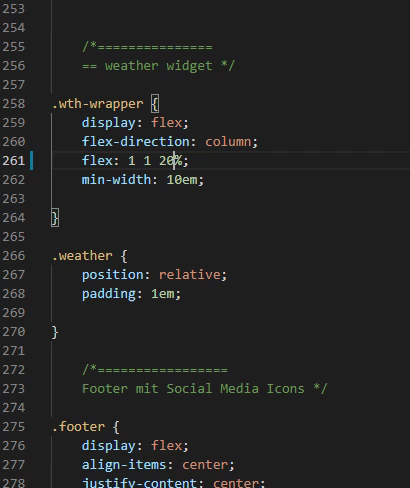 253
254
255 /*===============
256 == weather widget */
257
258 .wth-wrapper {
259 display: flex;
260 flex-direction: column;
261 flex: 1 1 20%;
262 min-width: 10em;
263
264 }
265
266 .weather {
267 position: relative;
268 padding: 1em;
269
270 }
271
272 /*=================
273 Footer mit Social Media Icons */
274
275 .footer {
276 display: flex;
277 align-items: center;
278 justify-content: center;